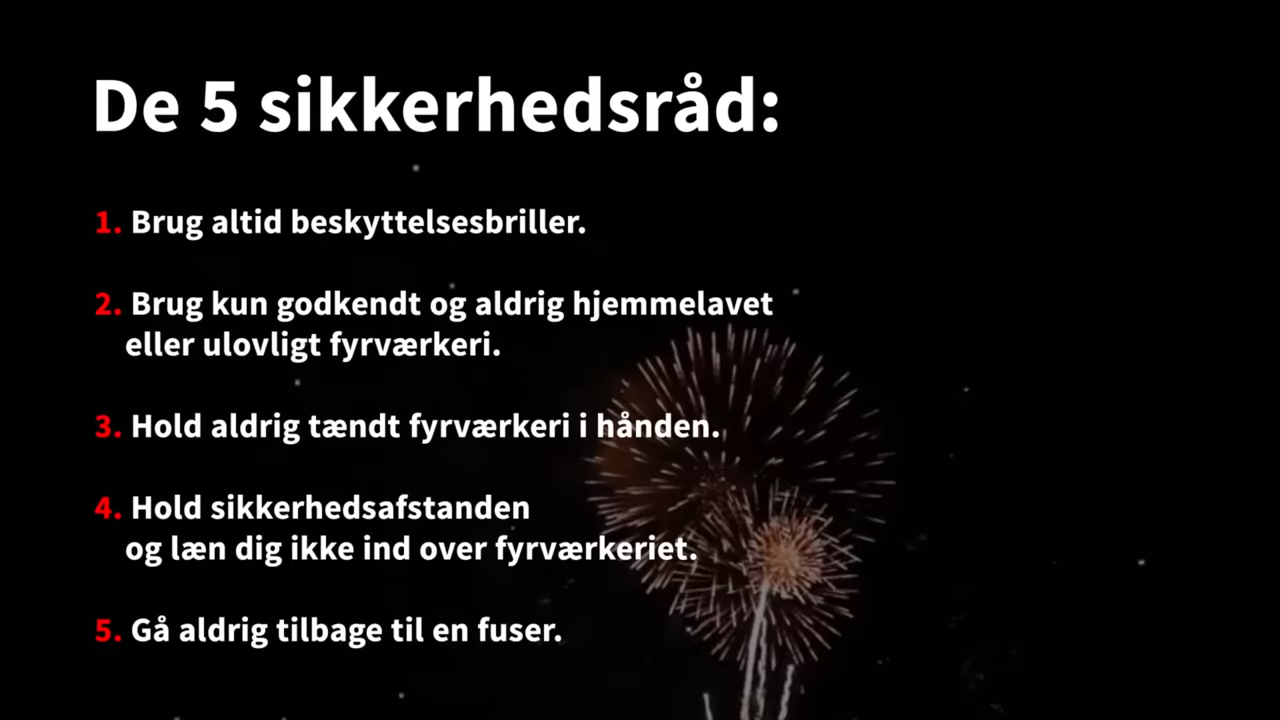 De 5 sikkerhedsråd:
1. Brug altid beskyttelsesbriller.
2. Brug kun godkendt og aldrig hjemmelavet
eller ulovligt fyrværkeri.
3. Hold aldrig tændt fyrværkeri i hånden.
4. Hold sikkerhedsafstanden
og læn dig ikke ind over fyrværkeriet.
5. Gå aldrig tilbage til en fuser.